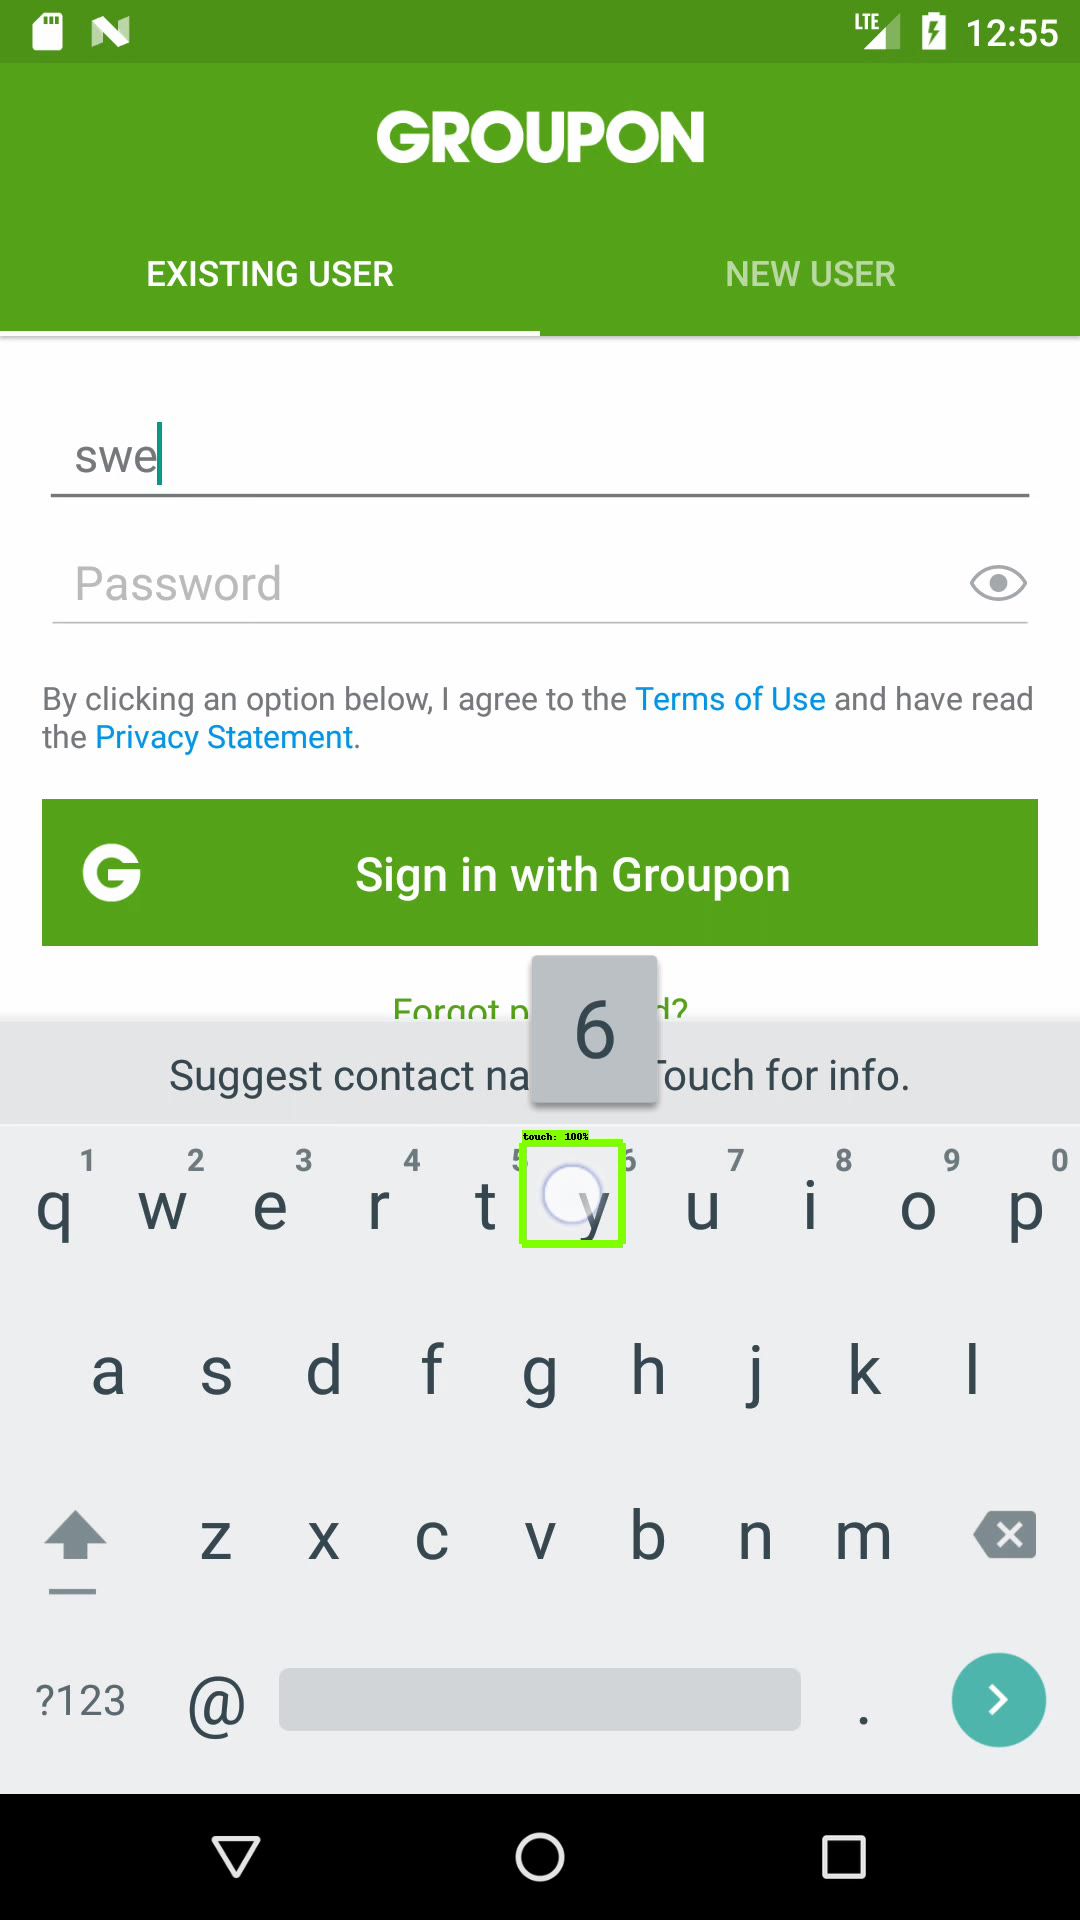 LTE 12:55
GROUPON
EXISTING USER NEW USER
swe
Password
By clicking an option below, I agree to the Terms of Use and have read
the Privacy Statement.
G Sign in with Groupon
Forgot p d?
6
Suggest contact na Touch for info.
touch: 100%
1 2 3 4 5 6 7 8 9 0
q w e r t y u i o p
a s d f g h j k l
z x c v b n m
?123 @ .